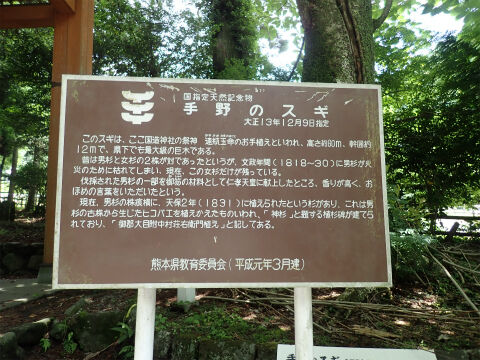 国指定天然記念物
手野のスギ
大正13年12月9日指定
このスギは、ここ国造神社の祭神 速瓶玉命のお手植えといわれ、高さ約60m、幹囲約
12mで、県下でも最大級の巨木である。
昔は男杉と女杉の2株が対であったというが、文政年間(1818〜30)に男杉が火
災のために枯れてしまい、現在、この女杉だけが残っている。
伐採された男杉の一部を御笏の材料として仁孝天皇に献上したところ、香りが高く、お
ほめの言葉をいただいたという。
現在、男杉の株痕横に、天保2年(1831)に植えられたという杉があり、これは男
杉の古株から生じたヒコバエを植えかえたものいわれ、「神杉」と題する植杉碑が建てら
れており、「御郡大目附中村荘右衛門植え」と記してある。
熊本県教育委員会(平成元年3月建)
手野のスギ